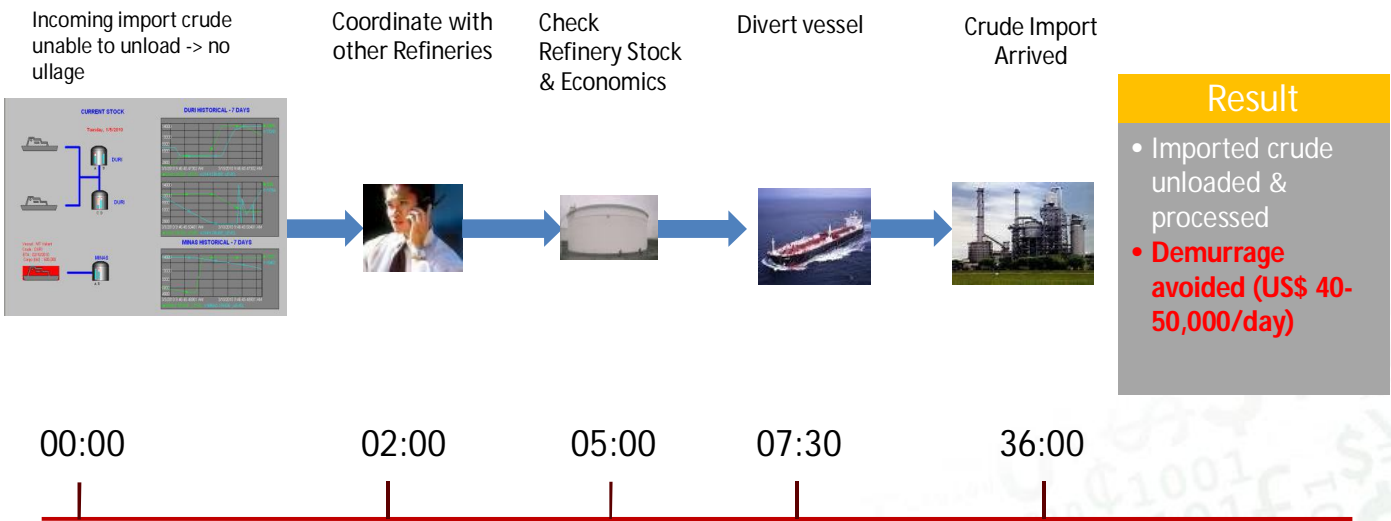 Incoming import crude
unable to unload -> no
ullage
Coordinate with
other Refineries
Check
Refinery Stock
& Economics
Divert vessel
Crude Import
Arrived
CURRENT STOCK
DURI HISTORICAL - 7 DAYS
DURI
DURI
MINAS
MINAS HISTORICAL - 7 DAYS
Result
• Imported crude
unloaded &
processed
• Demurrage
avoided (US$ 40-
50,000/day)
00:00
02:00
05:00
07:30
36:00